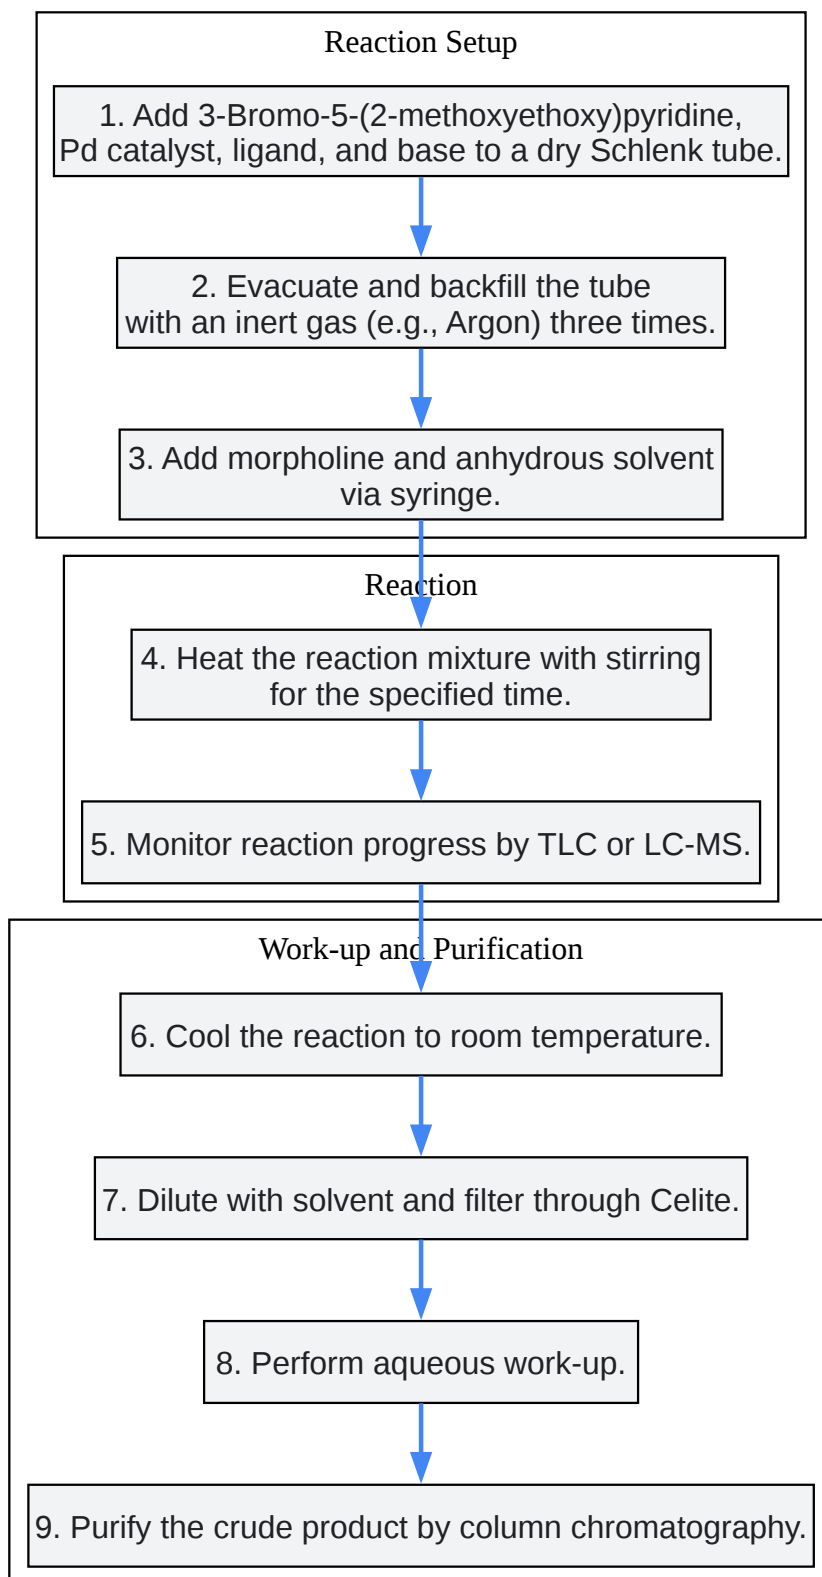 Reaction Setup
1. Add 3-Bromo-5-(2-methoxyethoxy)pyridine,
Pd catalyst, ligand, and base to a dry Schlenk tube.
2. Evacuate and backfill the tube
with an inert gas (e.g., Argon) three times.
3. Add morpholine and anhydrous solvent
via syringe.
Reaction
4. Heat the reaction mixture with stirring
for the specified time.
5. Monitor reaction progress by TLC or LC-MS.
Work-up and Purification
6. Cool the reaction to room temperature.
7. Dilute with solvent and filter through Celite.
8. Perform aqueous work-up.
9. Purify the crude product by column chromatography.